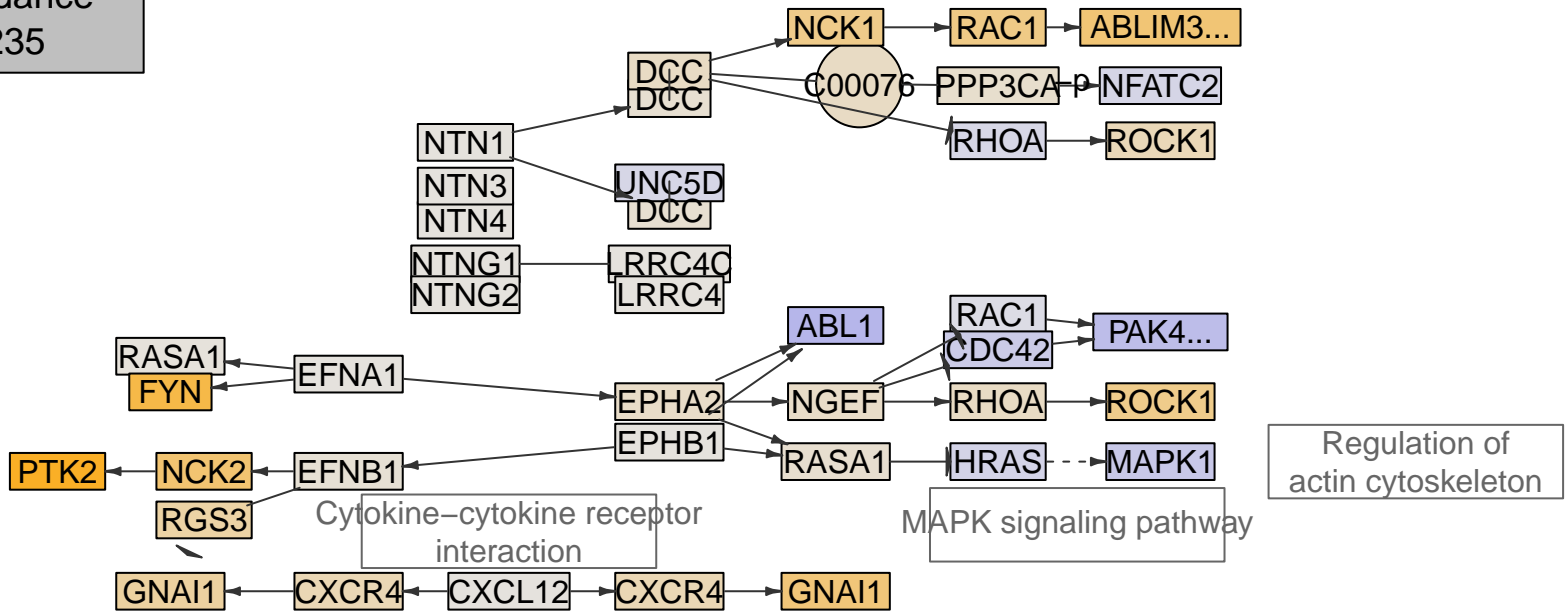 235
NCK1
RAC1
ABLIM3...
DCC
DCC
C00076
PPP3CA
+p
NFATC2
NTN1
RHOA
ROCK1
NTN3
UNC5D
NTN4
DCC
NTNG1
LRRC4C
NTNG2
LRRC4
RAC1
ABL1
PAK4...
CDC42
RASA1
EFNA1
FYN
EPHA2
NGEF
RHOA
ROCK1
EPHB1
Regulation of
actin cytoskeleton
PTK2
NCK2
EFNB1
RASA1
HRAS
MAPK1
RGS3
Cytokine–cytokine receptor
interaction
MAPK signaling pathway
GNAI1
CXCR4
CXCL12
CXCR4
GNAI1